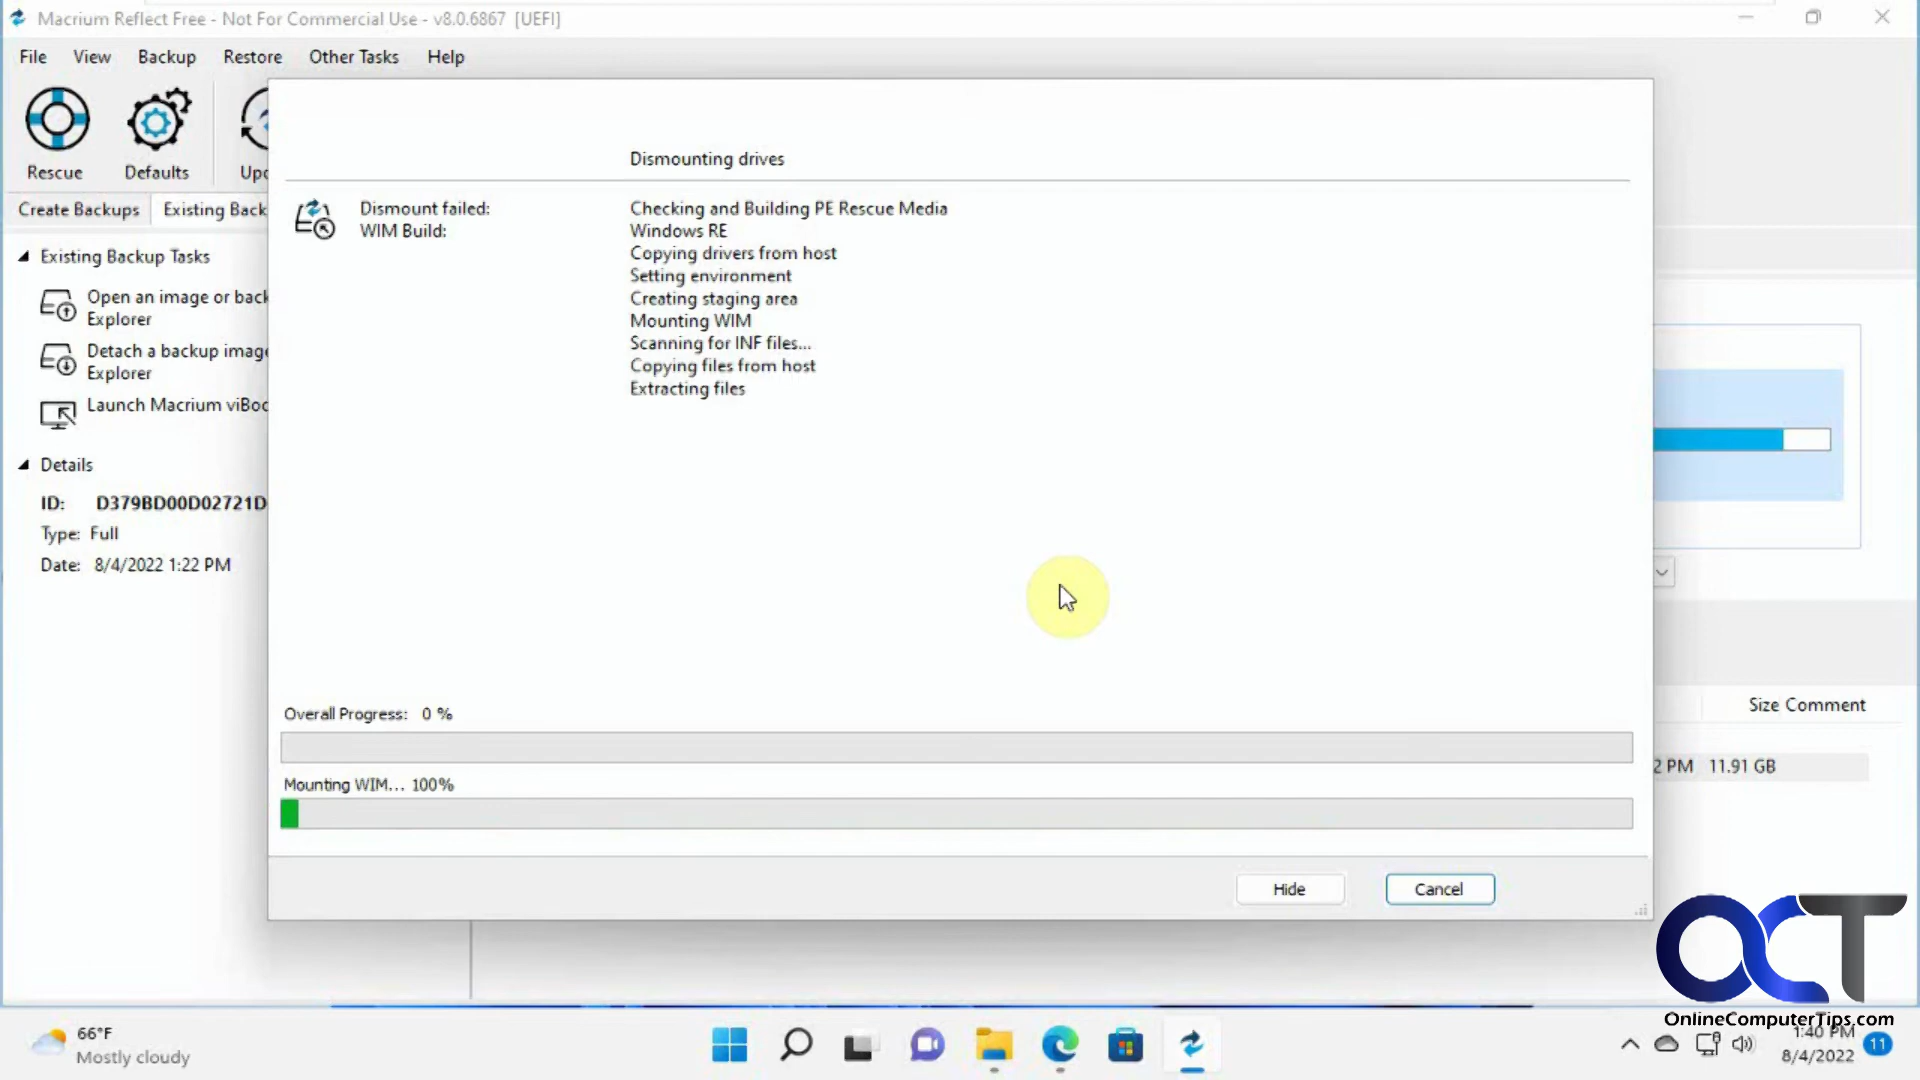 Macrium Reflect Free - Not For Commercial Use - v8.0.6867 [UEFI]
File View Backup Restore Other Tasks Help
Rescue Defaults
Create Backups Existing
Existing Backup Tasks
Open an image or
Explorer
Detach a backup
Explorer
Launch Macrium
Details
ID: D379BD00D02721D
Type: Full
Date: 8/4/2022 1:22 PM
Dismounting drives
Dismount failed: Checking and Building PE Rescue Media
WIM Build: Windows RE
Copying drivers from host
Setting environment
Creating staging area
Mounting WIM
Scanning for INF files...
Copying files from host
Extracting files
Overall Progress: 0 %
Mounting WIM... 100%
Hide Cancel
Size Comment
2 PM 11.91 GB
OCT
OnlineComputerTips.com
66°F
Mostly cloudy
1:40 PM
8/4/2022
11